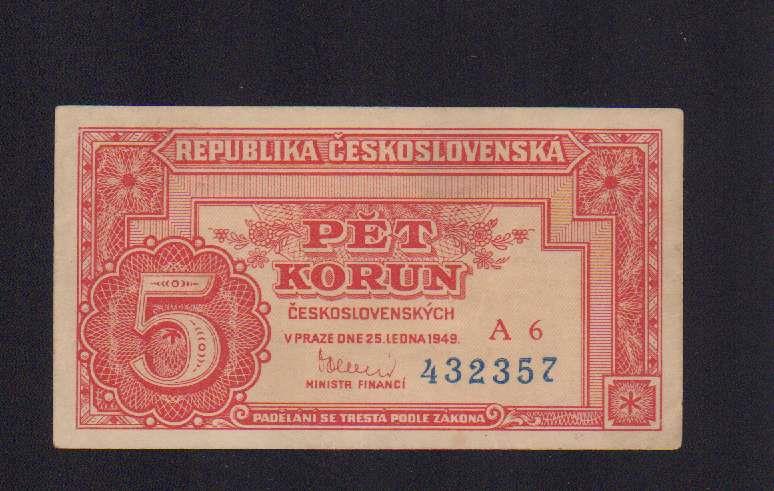 REPUBLIKA ČESKOSLOVENSKÁ
PĚT
KORUN
ČESKOSLOVENSKÝCH
V PRAZE DNE 25. LEDNA 1949.
A 6
432357
MINISTR FINANCÍ
5
PADĚLÁNÍ SE TRESTÁ PODLE ZÁKONA